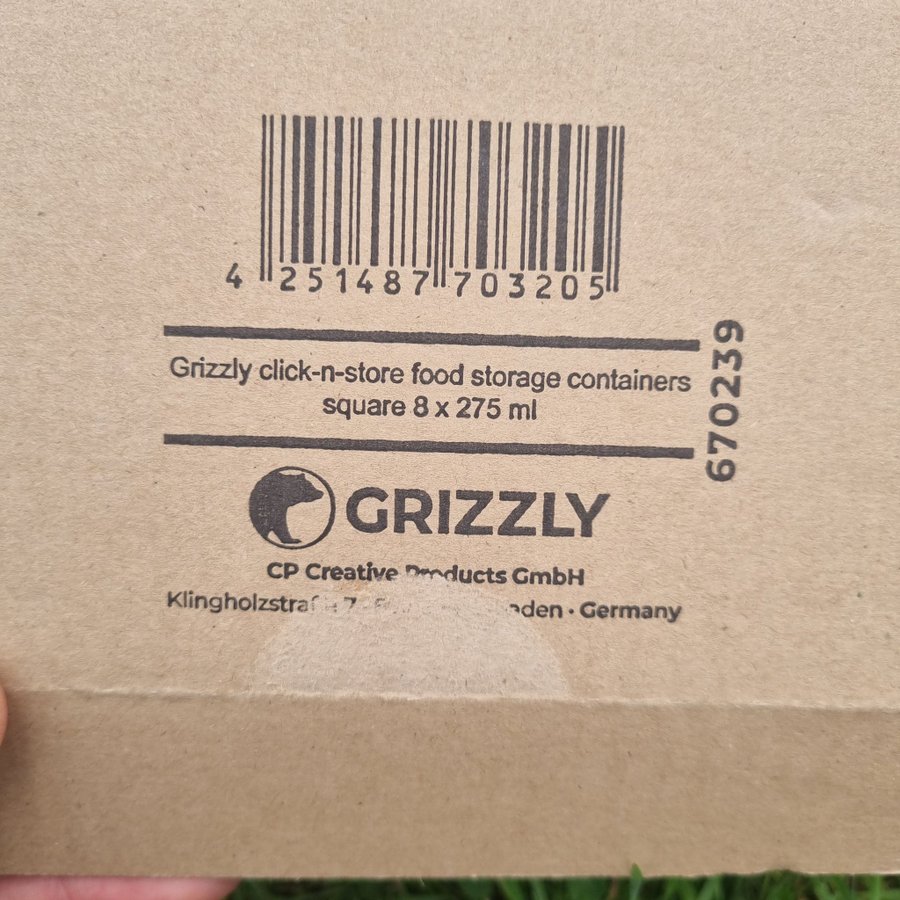 4 251487 703205
Grizzly click-n-store food storage containers
square 8 x 275 ml
670239
GRIZZLY
CP Creative Products GmbH
Germany